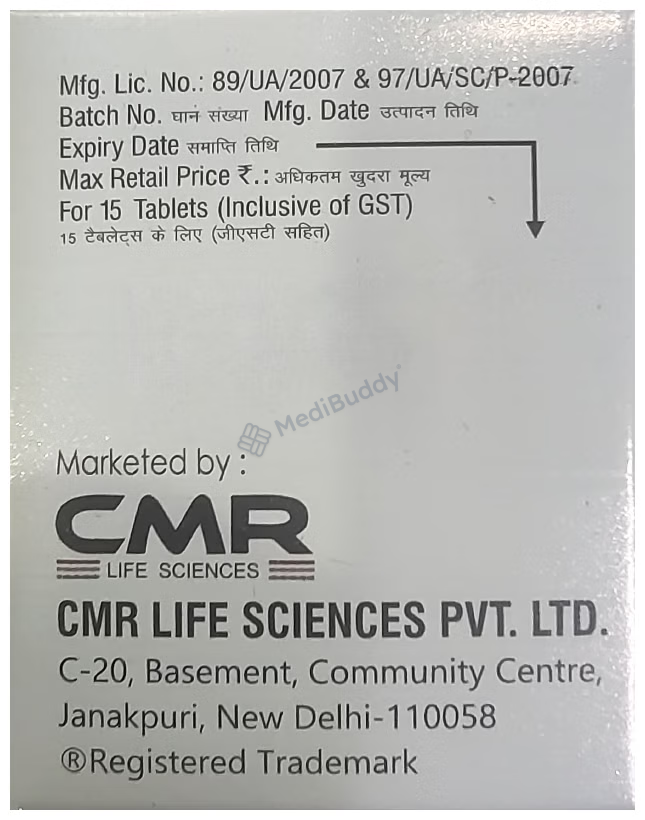 Mfg. Lic. No.: 89/UA/2007 & 97/UA/SC/P-2007
Batch No. घान संख्या Mfg. Date उत्पादन तिथि
Expiry Date समाप्ति तिथि
Max Retail Price ₹.: अधिकतम खुदरा मूल्य
For 15 Tablets (Inclusive of GST)
15 टैबलेट्स के लिए (जीएसटी सहित)
MediBuddy
Marketed by :
CMR
LIFE SCIENCES
CMR LIFE SCIENCES PVT. LTD.
C-20, Basement, Community Centre,
Janakpuri, New Delhi-110058
®Registered Trademark